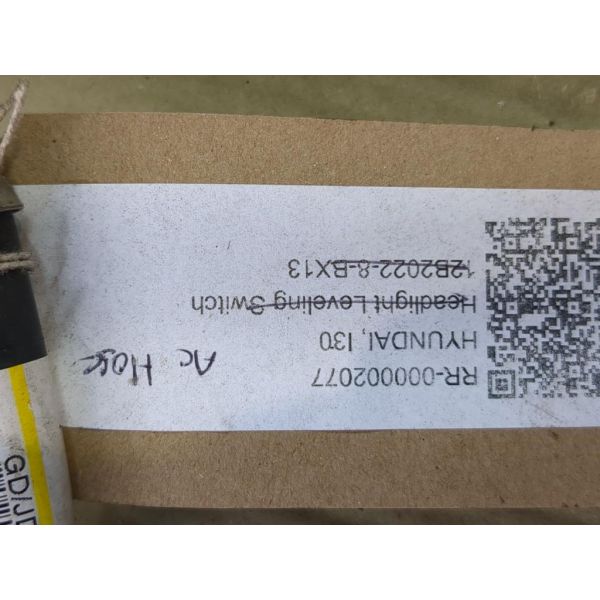 RR-000002077
HYUNDAI, I30
Headlight Leveling Switch
12B2022-8-BX13
Ac Hose